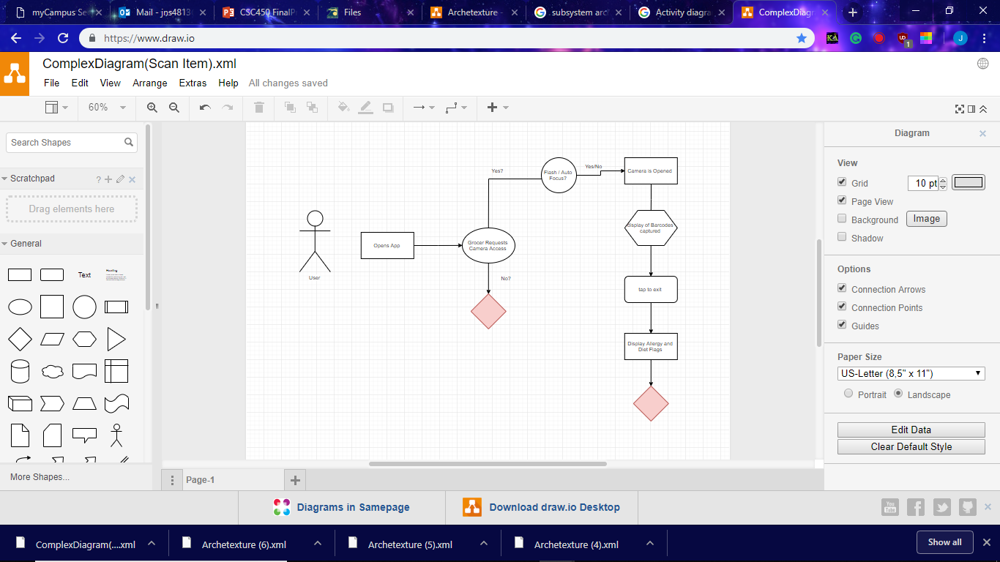 myCampus Se
Mail - jns4813
CSC450 FinalP
Files
Archetexture -
subsystem arc
Activity diagra
ComplexDiagr
https://www.draw.io
KA
UD
1
J
ComplexDiagram(Scan Item).xml
File Edit View Arrange Extras Help All changes saved
60%
Search Shapes
Scratchpad
?
Drag elements here
General
Text
Heading
More Shapes...
User
Opens App
Grocer Requests
Camera Access
Yes?
No?
Flash / Auto
Focus?
Yes/No
Camera is Opened
display of Barcodes
captured
tap to exit
Display Allergy and
Diet Flags
Diagram
View
Grid
10 pt
Page View
Background
Image
Shadow
Options
Connection Arrows
Connection Points
Guides
Paper Size
US-Letter (8,5" x 11")
Portrait
Landscape
Edit Data
Clear Default Style
Page-1
Diagrams in Samepage
Download draw.io Desktop
You
Tube
ComplexDiagram(....xml
Archetexture (6).xml
Archetexture (5).xml
Archetexture (4).xml
Show all